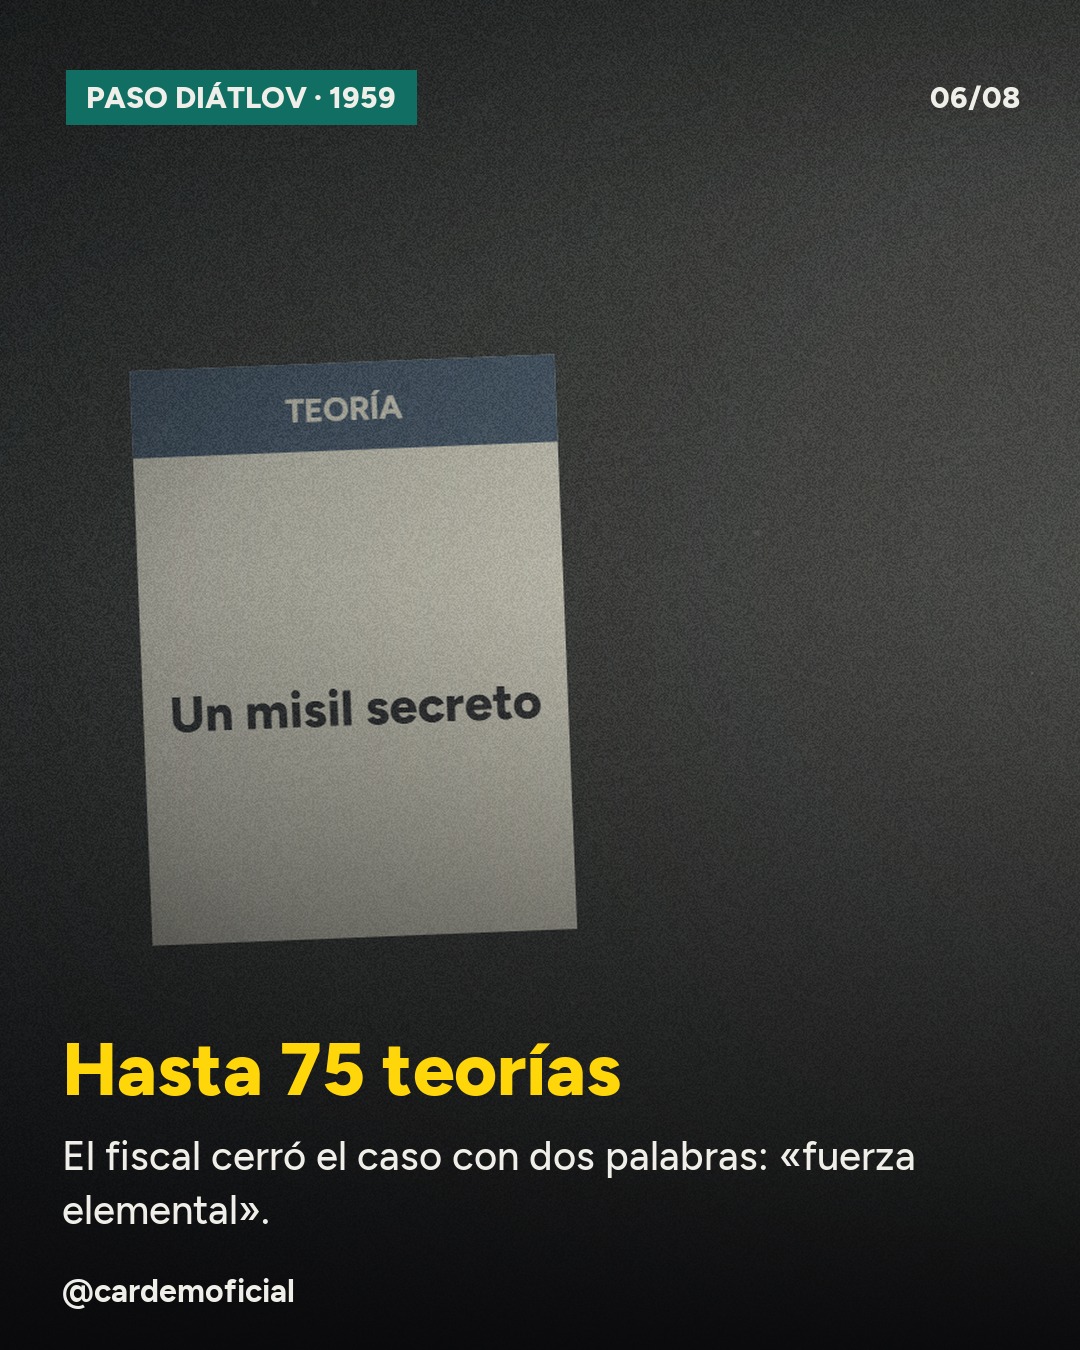 PASO DIÁTLOV · 1959
06/08
TEORÍA
Un misil secreto
Hasta 75 teorías
El fiscal cerró el caso con dos palabras: «fuerza
elemental».
@cardemoficial